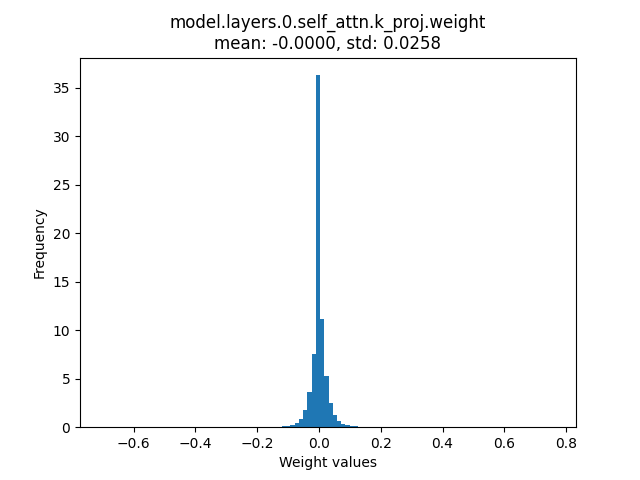 model.layers.0.self_attn.k_proj.weight
mean: -0.0000, std: 0.0258
35
30
25
20
15
10
5
0
Frequency
−0.6 −0.4 −0.2 0.0 0.2 0.4 0.6 0.8
Weight values